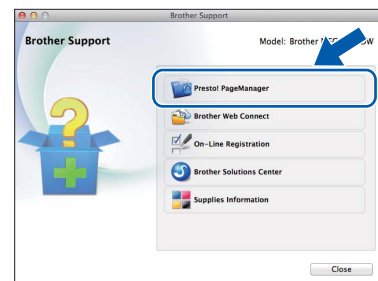 Brother Support
Brother Support
Model: Brother
Presto! PageManager
Brother Web Connect
On-Line Registration
Brother Solutions Center
Supplies Information
Close